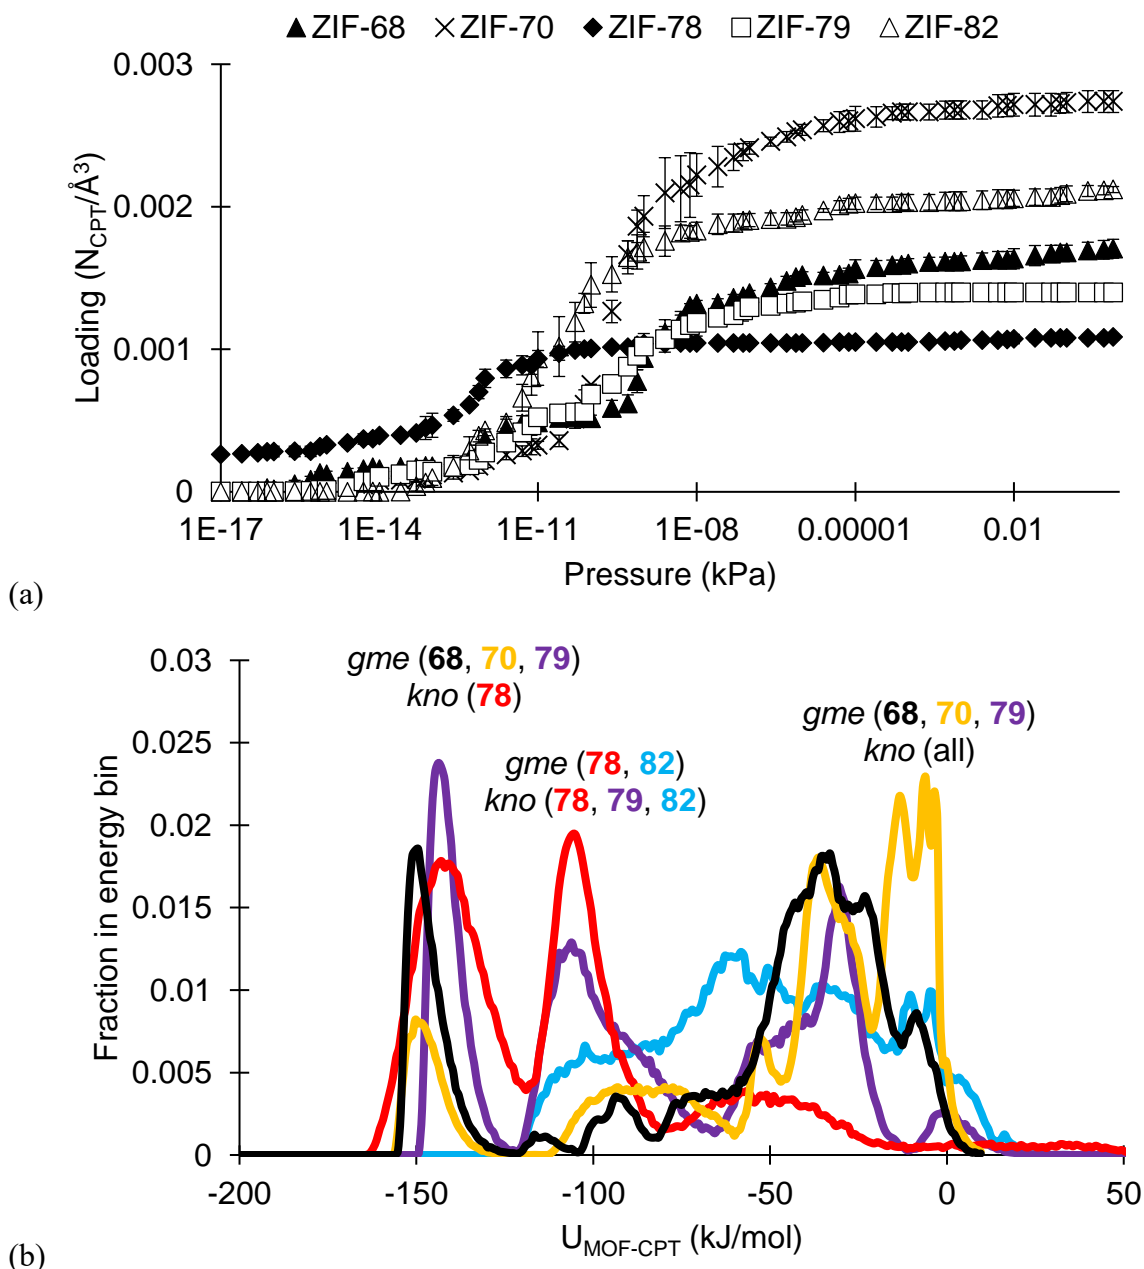 ZIF-68 ZIF-70 ZIF-78 ZIF-79 ZIF-82
0.003
0.002
0.001
0
Loading (N_CPT/Å³)
1E-17 1E-14 1E-11 1E-08 0.00001 0.01
Pressure (kPa)
(a)
gme (68, 70, 79)
kno (78)
gme (68, 70, 79)
kno (all)
gme (78, 82)
kno (78, 79, 82)
0.03
0.025
0.02
0.015
0.01
0.005
0
Fraction in energy bin
-200 -150 -100 -50 0 50
U_MOF-CPT (kJ/mol)
(b)